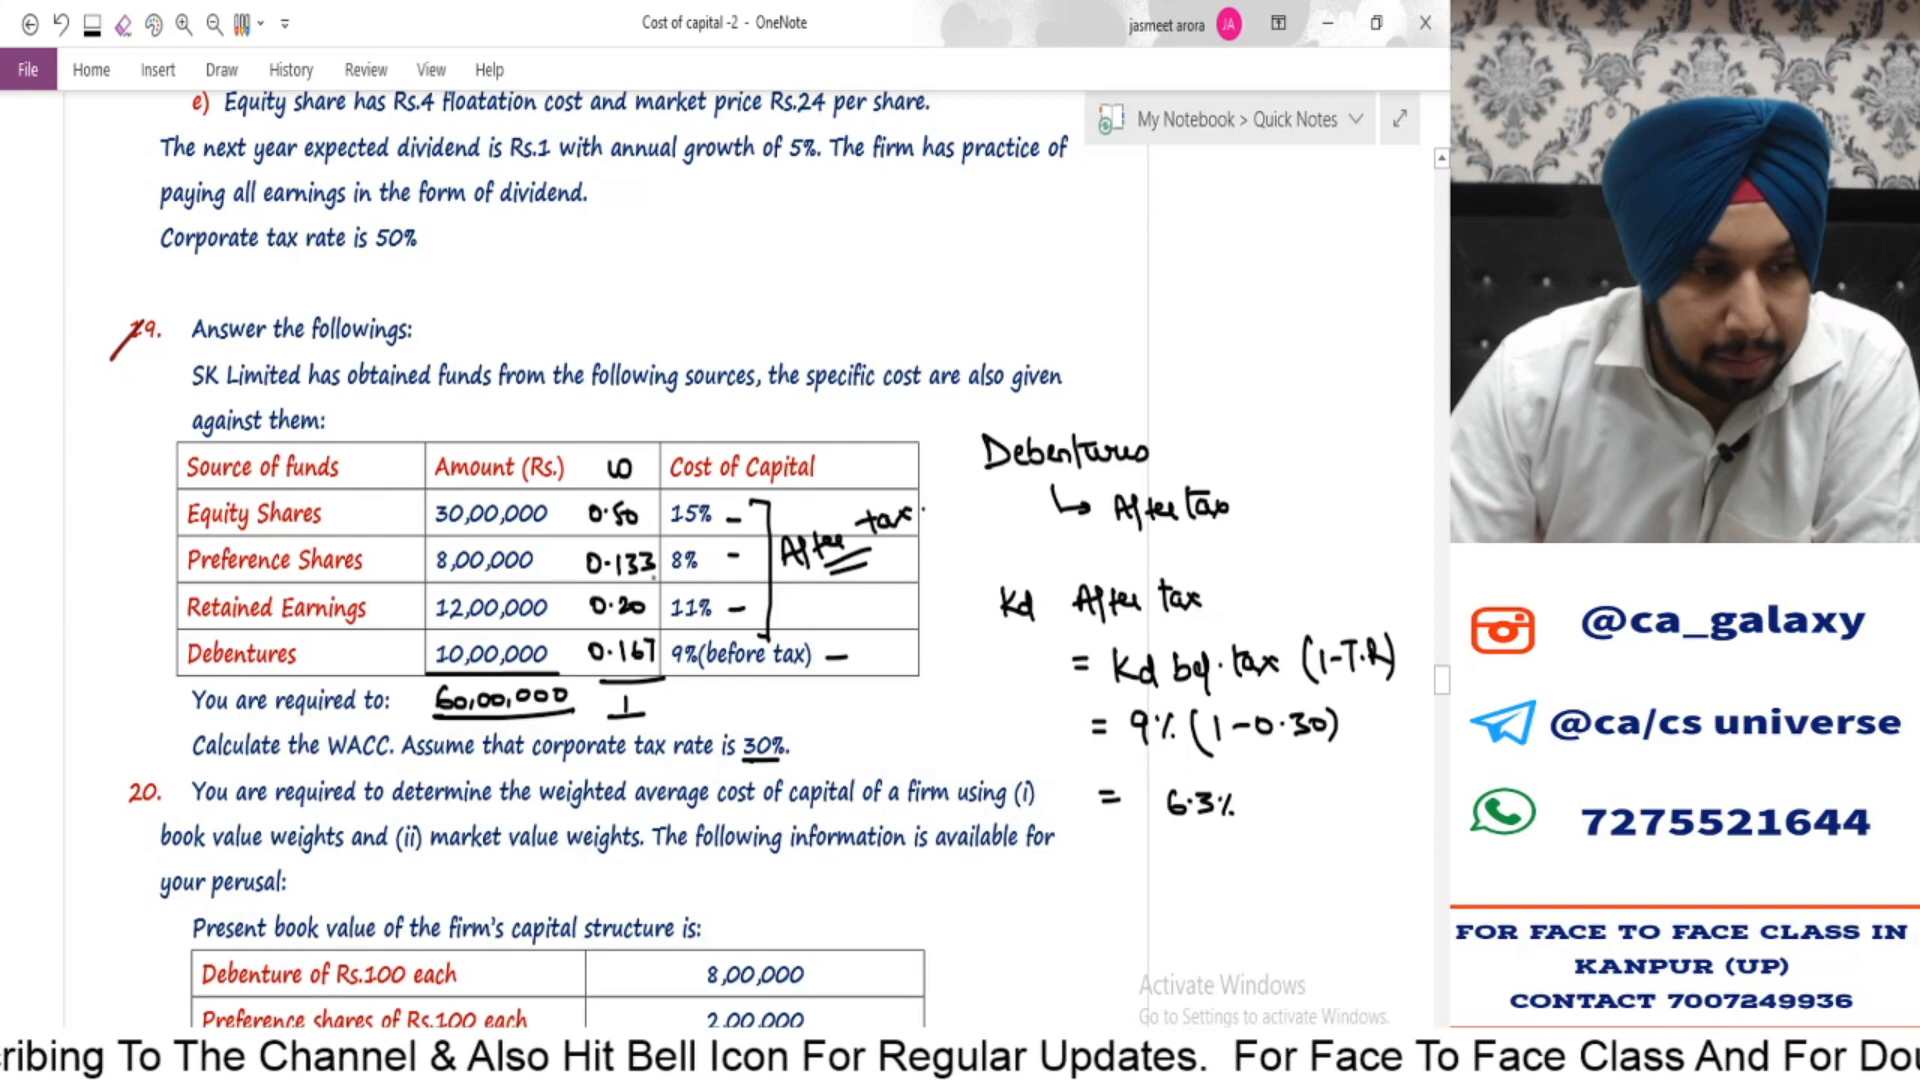 Cost of capital -2 - OneNote
jasmeet arora
JA
File
Home
Insert
Draw
History
Review
View
Help
My Notebook > Quick Notes
e) Equity share has Rs.4 floatation cost and market price Rs.24 per share.
The next year expected dividend is Rs.1 with annual growth of 5%. The firm has practice of
paying all earnings in the form of dividend.
Corporate tax rate is 50%
19. Answer the followings:
SK Limited has obtained funds from the following sources, the specific cost are also given
against them:
Source of funds Amount (Rs.) Cost of Capital
Equity Shares 30,00,000 0.50 15% -
Preference Shares 8,00,000 0.133 8% -
Retained Earnings 12,00,000 0.20 11% -
Debentures 10,00,000 0.167 9%(before tax) -
After tax
You are required to: 60,00,000 1
Calculate the WACC. Assume that corporate tax rate is 30%.
Debentures
After tax
Kd After tax
= Kd bef. tax (1-T.R)
= 9% (1-0.30)
= 6.3%
20. You are required to determine the weighted average cost of capital of a firm using (i)
book value weights and (ii) market value weights. The following information is available for
your perusal:
Present book value of the firm's capital structure is:
Debenture of Rs.100 each 8,00,000
Preference shares of Rs.100 each 2,00,000
Activate Windows
Go to Settings to activate Windows.
@ca_galaxy
@ca/cs universe
7275521644
FOR FACE TO FACE CLASS IN
KANPUR (UP)
CONTACT 7007249936
cribing To The Channel & Also Hit Bell Icon For Regular Updates. For Face To Face Class And For Dou